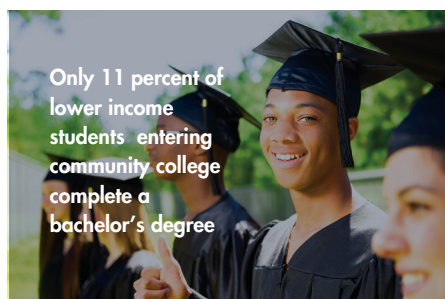 Only 11 percent of
lower income
students entering
community college
complete a
bachelor's degree